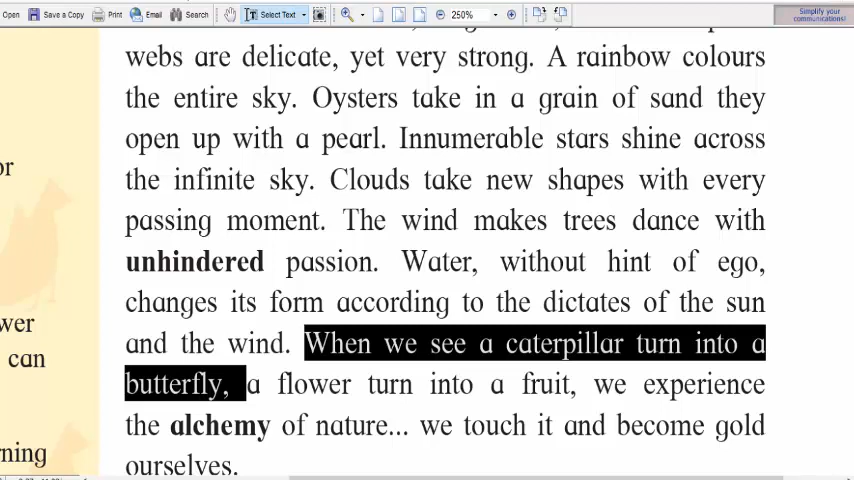 Open Save a Copy Print Email Search Select Text 250% Simplify your communications!
webs are delicate, yet very strong. A rainbow colours
the entire sky. Oysters take in a grain of sand they
open up with a pearl. Innumerable stars shine across
the infinite sky. Clouds take new shapes with every
passing moment. The wind makes trees dance with
unhindered passion. Water, without hint of ego,
changes its form according to the dictates of the sun
and the wind. When we see a caterpillar turn into a
butterfly, a flower turn into a fruit, we experience
the alchemy of nature... we touch it and become gold
ourselves.
or
wer
can
rning